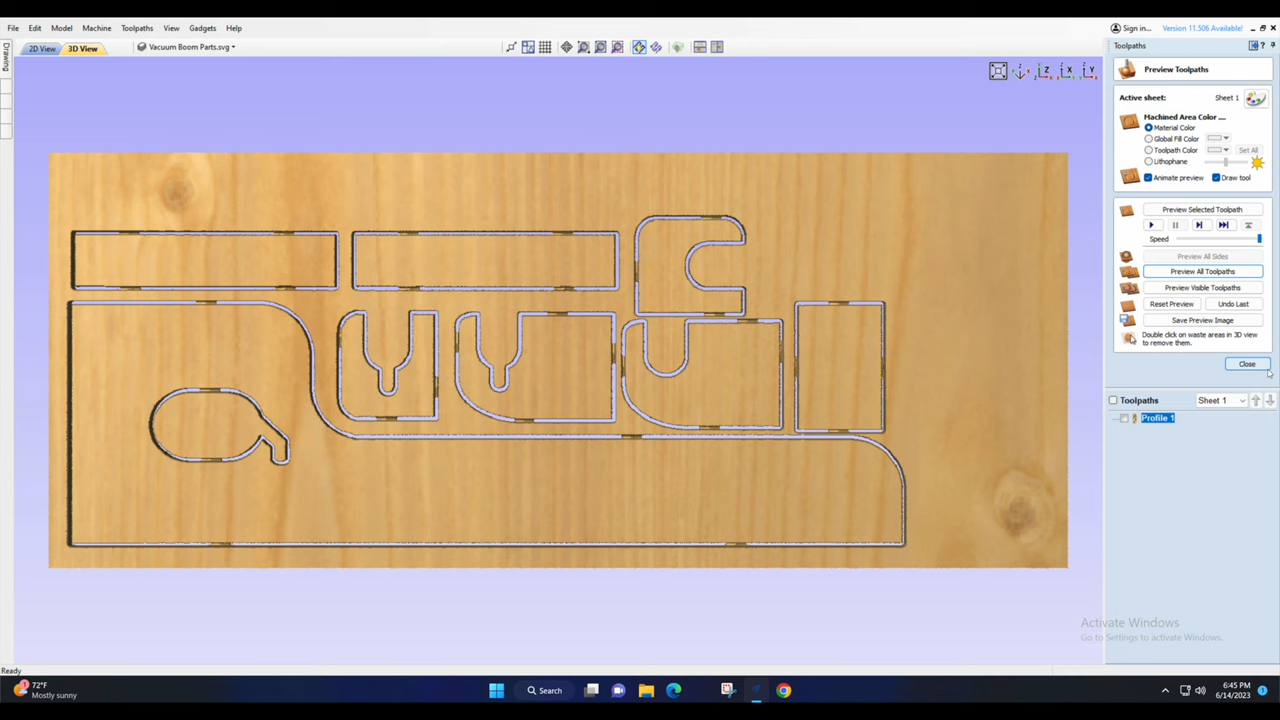 File Edit Model Machine Toolpaths View Gadgets Help
Sign in... Version 11.506 Available!
2D View 3D View Vacuum Boom Parts.svg
Toolpaths
Drawing
Z X Y
Preview Toolpaths
Active sheet: Sheet 1
Machined Area Color ....
Material Color
Global Fill Color
Toolpath Color Set All
Lithophane
Animate preview Draw tool
Preview Selected Toolpath
Speed
Preview All Sides
Preview All Toolpaths
Preview Visible Toolpaths
Reset Preview Undo Last
Save Preview Image
Double click on waste areas in 3D view
to remove them.
Close
Toolpaths Sheet 1
Profile 1
Activate Windows
Go to Settings to activate Windows.
Ready
1
72°F
Mostly sunny
Search
6:45 PM
6/14/2023
1